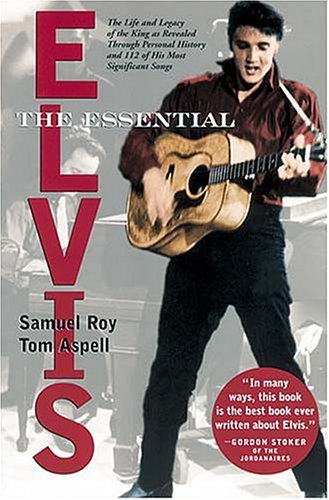 THE ESSENTIAL
ELVIS
The Life and Legacy
of the King as Revealed
Through Personal History
and 112 of His Most
Significant Songs
Samuel Roy
Tom Aspell
"In many
ways, this book
is the best book ever
written about Elvis."
—GORDON STOKER
OF THE
JORDANAIRES